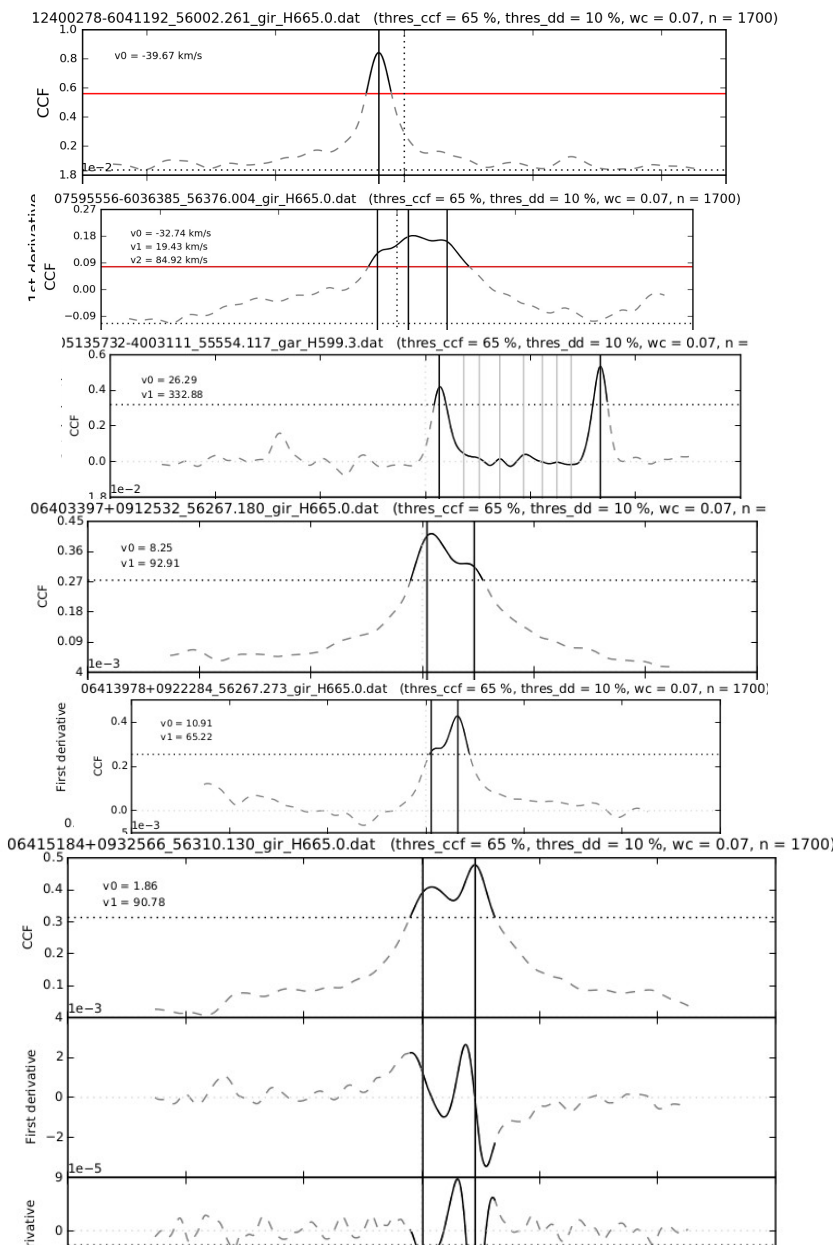 12400278-6041192_56002.261_gir_H665.0.dat (thres_ccf = 65 %, thres_dd = 10 %, wc = 0.07, n = 1700)
1.0
v0 = -39.67 km/s
0.8
0.6
CCF
0.4
0.2
1e−2
1.8
07595556-6036385_56376.004_gir_H665.0.dat (thres_ccf = 65 %, thres_dd = 10 %, wc = 0.07, n = 1700)
0.27
v0 = -32.74 km/s
0.18
v1 = 19.43 km/s
v2 = 84.92 km/s
0.09
1st derivative
CCF
0.00
−0.09
)5135732-4003111_55554.117_gar_H599.3.dat (thres_ccf = 65 %, thres_dd = 10 %, wc = 0.07, n =
0.6
v0 = 26.29
0.4
v1 = 332.88
CCF
0.2
0.0
1e−2
1.8
06403397+0912532_56267.180_gir_H665.0.dat (thres_ccf = 65 %, thres_dd = 10 %, wc = 0.07, n =
0.45
v0 = 8.25
0.36
v1 = 92.91
0.27
CCF
0.18
0.09
1e−3
4
06413978+0922284_56267.273_gir_H665.0.dat (thres_ccf = 65 %, thres_dd = 10 %, wc = 0.07, n = 1700)
0.4
v0 = 10.91
v1 = 65.22
First derivative
CCF
0.2
0.0
0.
5
1e−3
06415184+0932566_56310.130_gir_H665.0.dat (thres_ccf = 65 %, thres_dd = 10 %, wc = 0.07, n = 1700)
0.5
v0 = 1.86
0.4
v1 = 90.78
0.3
CCF
0.2
0.1
1e−3
4
2
First derivative
0
−2
1e−5
9
rivative
0